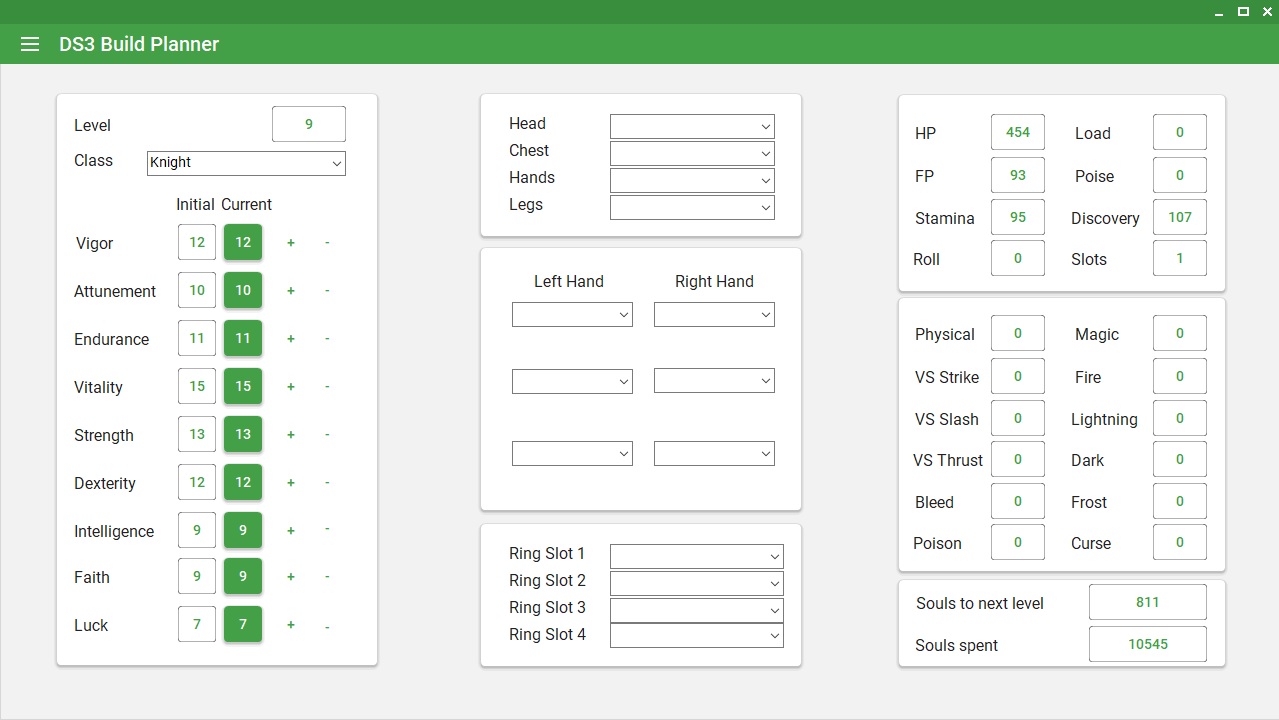 DS3 Build Planner
Level 9
Class Knight
Initial Current
Vigor 12 12 + -
Attunement 10 10 + -
Endurance 11 11 + -
Vitality 15 15 + -
Strength 13 13 + -
Dexterity 12 12 + -
Intelligence 9 9 + -
Faith 9 9 + -
Luck 7 7 + -
Head
Chest
Hands
Legs
Left Hand Right Hand
Ring Slot 1
Ring Slot 2
Ring Slot 3
Ring Slot 4
HP 454 Load 0
FP 93 Poise 0
Stamina 95 Discovery 107
Roll 0 Slots 1
Physical 0 Magic 0
VS Strike 0 Fire 0
VS Slash 0 Lightning 0
VS Thrust 0 Dark 0
Bleed 0 Frost 0
Poison 0 Curse 0
Souls to next level 811
Souls spent 10545